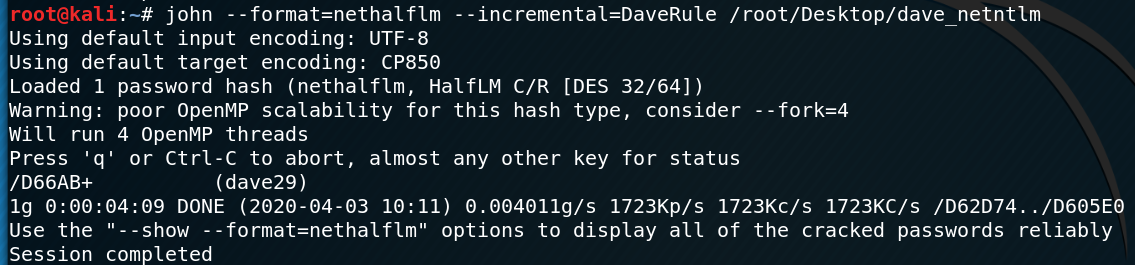 root@kali:~# john --format=nethalflm --incremental=DaveRule /root/Desktop/dave_netntlm
Using default input encoding: UTF-8
Using default target encoding: CP850
Loaded 1 password hash (nethalflm, HalfLM C/R [DES 32/64])
Warning: poor OpenMP scalability for this hash type, consider --fork=4
Will run 4 OpenMP threads
Press 'q' or Ctrl-C to abort, almost any other key for status
/D66AB+          (dave29)
1g 0:00:04:09 DONE (2020-04-03 10:11) 0.004011g/s 1723Kp/s 1723Kc/s 1723KC/s /D62D74../D605E0
Use the "--show --format=nethalflm" options to display all of the cracked passwords reliably
Session completed